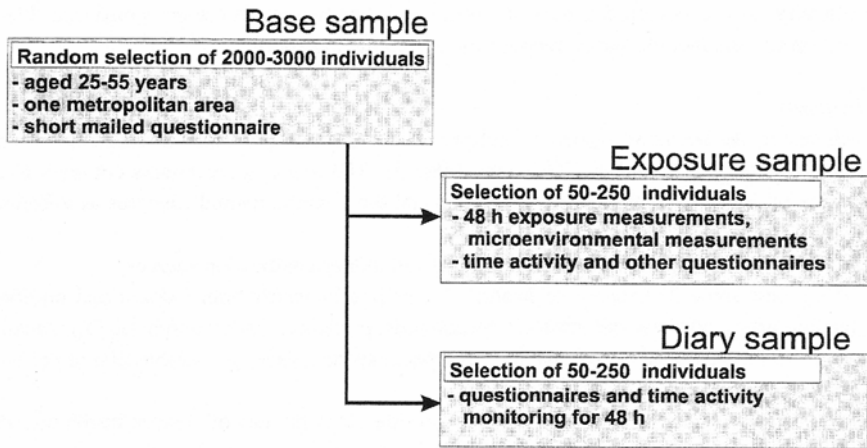 Base sample
Random selection of 2000-3000 individuals
- aged 25-55 years
- one metropolitan area
- short mailed questionnaire
Exposure sample
Selection of 50-250 individuals
- 48 h exposure measurements,
microenvironmental measurements
- time activity and other questionnaires
Diary sample
Selection of 50-250 individuals
- questionnaires and time activity
monitoring for 48 h